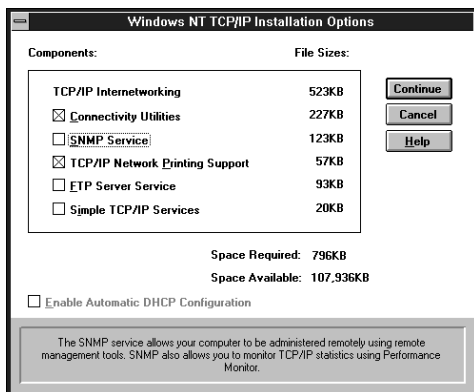 Windows NT TCP/IP Installation Options
Components: File Sizes:
TCP/IP Internetworking 523KB
Connectivity Utilities 227KB
SNMP Service 123KB
TCP/IP Network Printing Support 57KB
FTP Server Service 93KB
Simple TCP/IP Services 20KB
Continue
Cancel
Help
Space Required: 796KB
Space Available: 107,936KB
Enable Automatic DHCP Configuration
The SNMP service allows your computer to be administered remotely using remote
management tools. SNMP also allows you to monitor TCP/IP statistics using Performance
Monitor.